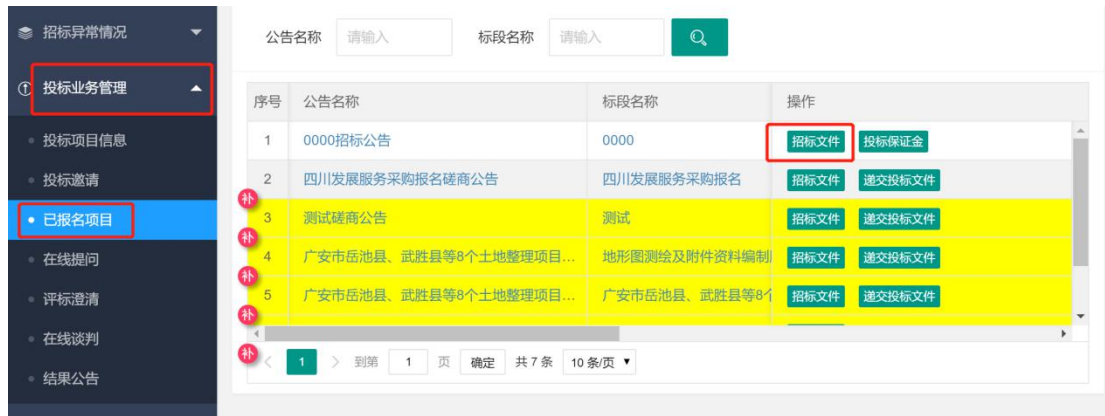 招标异常情况
投标业务管理
投标项目信息
投标邀请
已报名项目
在线提问
评标澄清
在线谈判
结果公告
公告名称 请输入 标段名称 请输入
序号 公告名称 标段名称 操作
1 0000招标公告 0000 招标文件 投标保证金
2 四川发展服务采购报名磋商公告 四川发展服务采购报名 招标文件 递交投标文件
补
3 测试磋商公告 测试 招标文件 递交投标文件
补
4 广安市岳池县、武胜县等8个土地整理项目... 地形图测绘及附件资料编制 招标文件 递交投标文件
补
5 广安市岳池县、武胜县等8个土地整理项目... 广安市岳池县、武胜县等8个 招标文件 递交投标文件
补
补
1 到第 1 页 确定 共 7 条 10 条/页